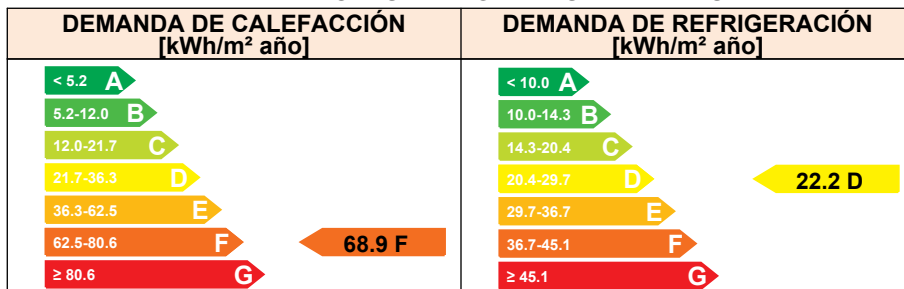 DEMANDA DE CALEFACCIÓN
[kWh/m² año]
< 5.2 A
5.2-12.0 B
12.0-21.7 C
21.7-36.3 D
36.3-62.5 E
62.5-80.6 F
68.9 F
≥ 80.6 G
DEMANDA DE REFRIGERACIÓN
[kWh/m² año]
< 10.0 A
10.0-14.3 B
14.3-20.4 C
20.4-29.7 D
22.2 D
29.7-36.7 E
36.7-45.1 F
≥ 45.1 G